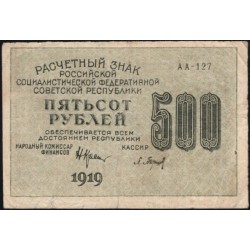 АА-127
РАСЧЕТНЫЙ ЗНАК
РОССИЙСКОЙ
СОЦИАЛИСТИЧЕСКОЙ ФЕДЕРАТИВНОЙ
СОВЕТСКОЙ РЕСПУБЛИКИ
ПЯТЬСОТ
РУБЛЕЙ
500
ОБЕСПЕЧИВАЕТСЯ ВСЕМ
ДОСТОЯНИЕМ РЕСПУБЛИКИ
НАРОДНЫЙ КОМИССАР
ФИНАНСОВ
КАССИР
1919